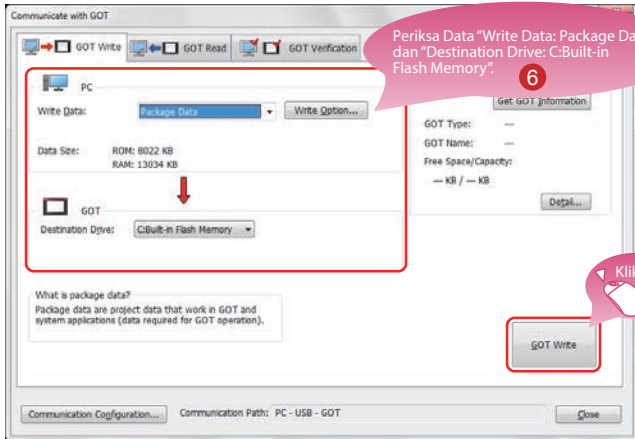 Communicate with GOT
GOT Write GOT Read GOT Verification
Periksa Data “Write Data: Package Da
dan “Destination Drive: C:Built-in
Flash Memory”.
6
PC
Write Data: Package Data Write Option...
Data Size: ROM: 8022 KB
RAM: 13034 KB
GOT
Destination Drive: C:Built-in Flash Memory
Get GOT Information
GOT Type: ---
GOT Name: ---
Free Space/Capacity:
--- KB / --- KB
Detail...
What is package data?
Package data are project data that work in GOT and
system applications (data required for GOT operation).
Klik
GOT Write
Communication Configuration... Communication Path: PC - USB - GOT Close